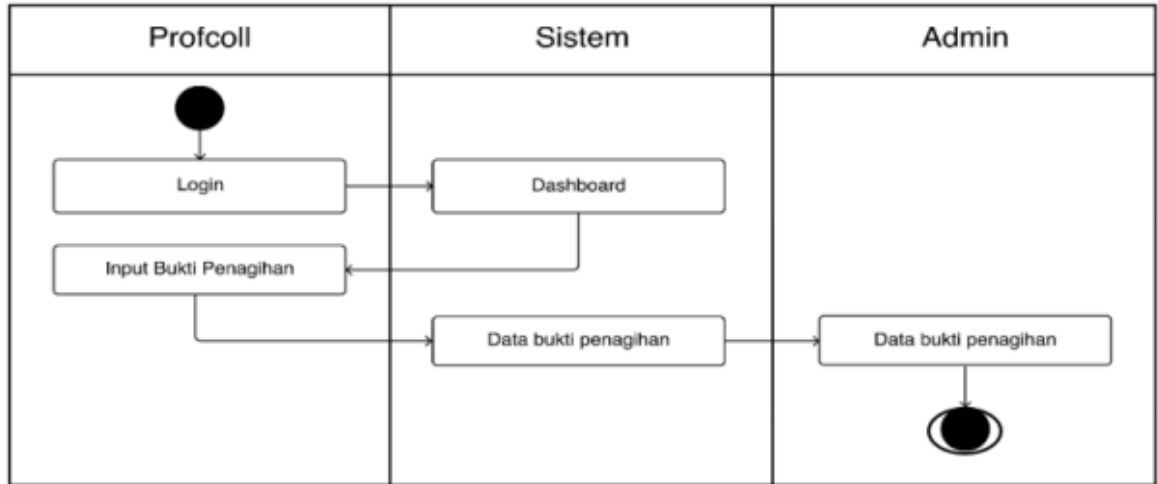 Profcoll
Sistem
Admin
Login
Dashboard
Input Bukti Penagihan
Data bukti penagihan
Data bukti penagihan